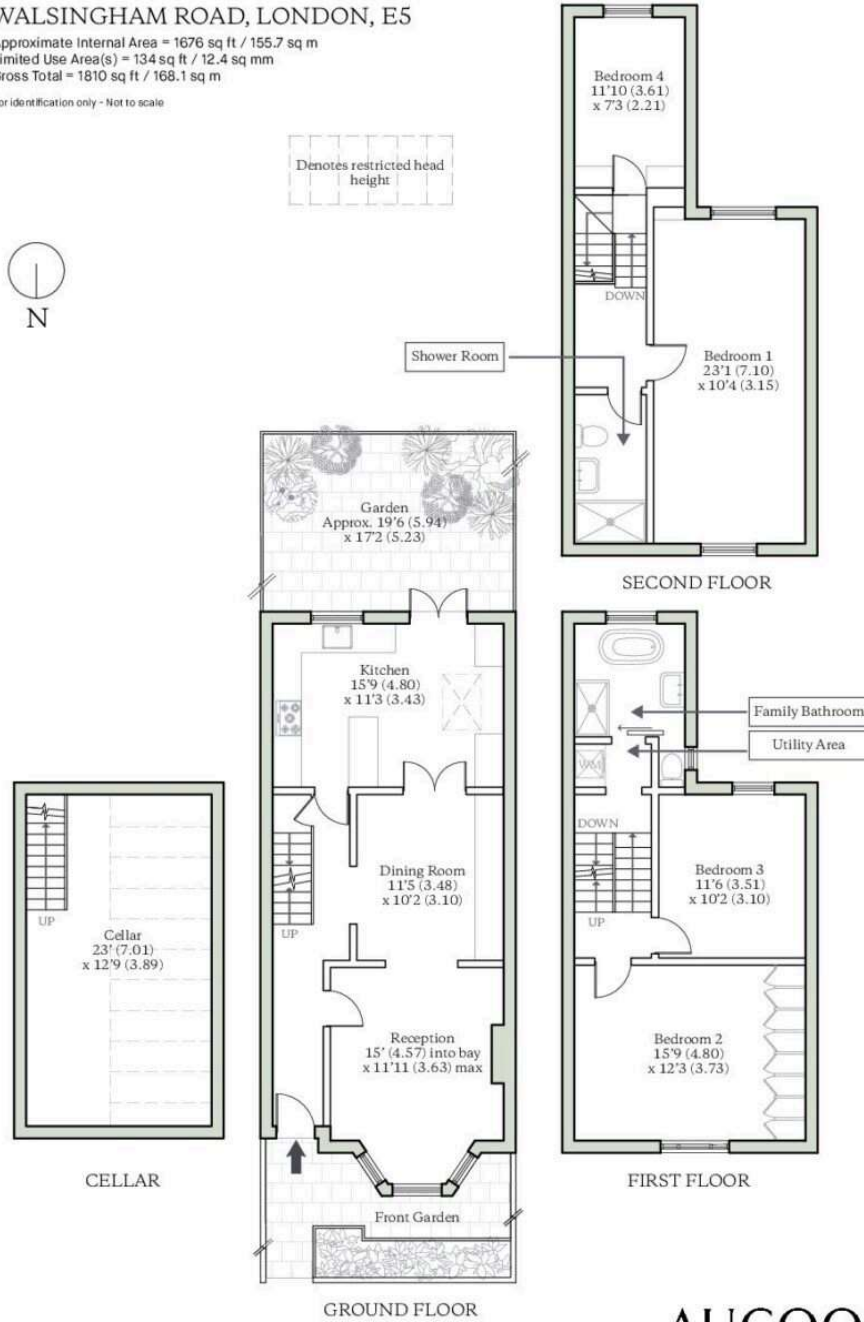 WALSINGHAM ROAD, LONDON, E5
pproximate Internal Area = 1676 sq ft / 155.7 sq m
imited Use Area(s) = 134 sq ft / 12.4 sq mm
ross Total = 1810 sq ft / 168.1 sq m
or identification only - Not to scale
Denotes restricted head
height
N
Bedroom 4
11'10 (3.61)
x 7'3 (2.21)
DOWN
Shower Room
Bedroom 1
23'1 (7.10)
x 10'4 (3.15)
SECOND FLOOR
Garden
Approx. 19'6 (5.94)
x 17'2 (5.23)
Kitchen
15'9 (4.80)
x 11'3 (3.43)
Dining Room
11'5 (3.48)
x 10'2 (3.10)
UP
Reception
15' (4.57) into bay
x 11'11 (3.63) max
Front Garden
GROUND FLOOR
UP
Cellar
23' (7.01)
x 12'9 (3.89)
CELLAR
Family Bathroom
Utility Area
WM
DOWN
UP
Bedroom 3
11'6 (3.51)
x 10'2 (3.10)
Bedroom 2
15'9 (4.80)
x 12'3 (3.73)
FIRST FLOOR
AUGOO